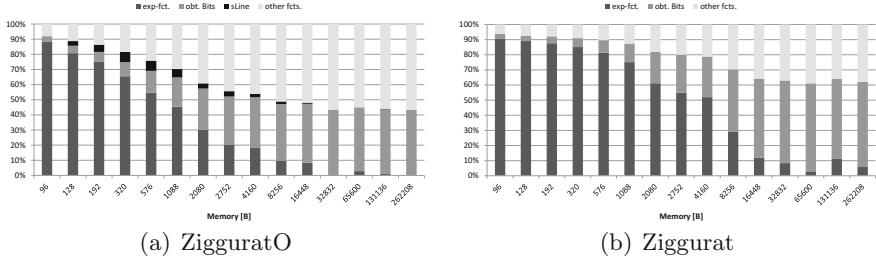 exp-fct. obt. Bits sLine other fcts.
100%
90%
80%
70%
60%
50%
40%
30%
20%
10%
0%
96 128 192 320 576 1088 2080 2752 4160 8256 16448 32832 65600 131136 262208
Memory [B]
(a) ZigguratO
exp-fct. obt. Bits other fcts.
100%
90%
80%
70%
60%
50%
40%
30%
20%
10%
0%
96 128 192 320 576 1088 2080 2752 4160 8256 16448 32832 65600 131136 262208
Memory [B]
(b) Ziggurat